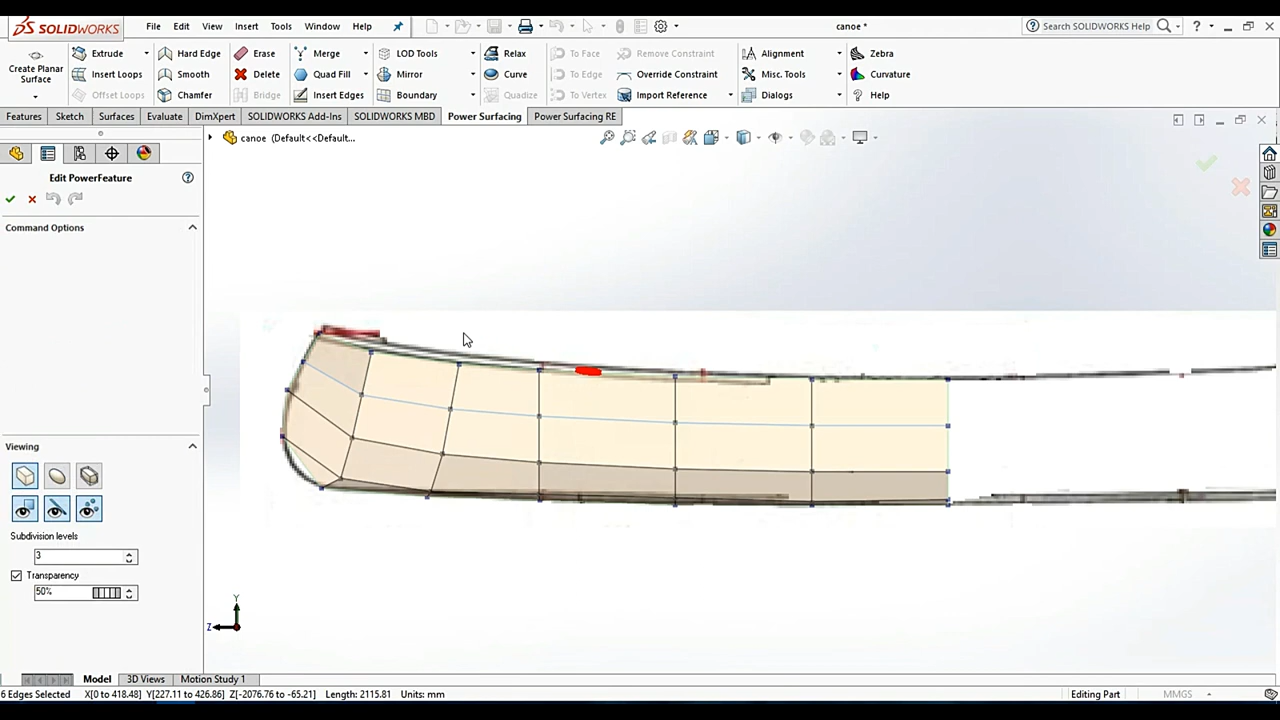 SOLIDWORKS File Edit View Insert Tools Window Help canoe * Search SOLIDWORKS Help ?
Create Planar Surface
Extrude Hard Edge Erase Merge LOD Tools Relax To Face Remove Constraint Alignment Zebra
Insert Loops Smooth Delete Quad Fill Mirror Curve To Edge Override Constraint Misc. Tools Curvature
Offset Loops Chamfer Bridge Insert Edges Boundary Quadize To Vertex Import Reference Dialogs Help
Features Sketch Surfaces Evaluate DimXpert SOLIDWORKS Add-Ins SOLIDWORKS MBD Power Surfacing Power Surfacing RE
canoe (Default<<Default...
Edit PowerFeature
Command Options
Viewing
Subdivision levels
3
Transparency
50%
Y
Z
Model 3D Views Motion Study 1
6 Edges Selected X[0 to 418.48] Y[227.11 to 426.86] Z[-2076.76 to -65.21] Length: 2115.81 Units: mm Editing Part MMGS